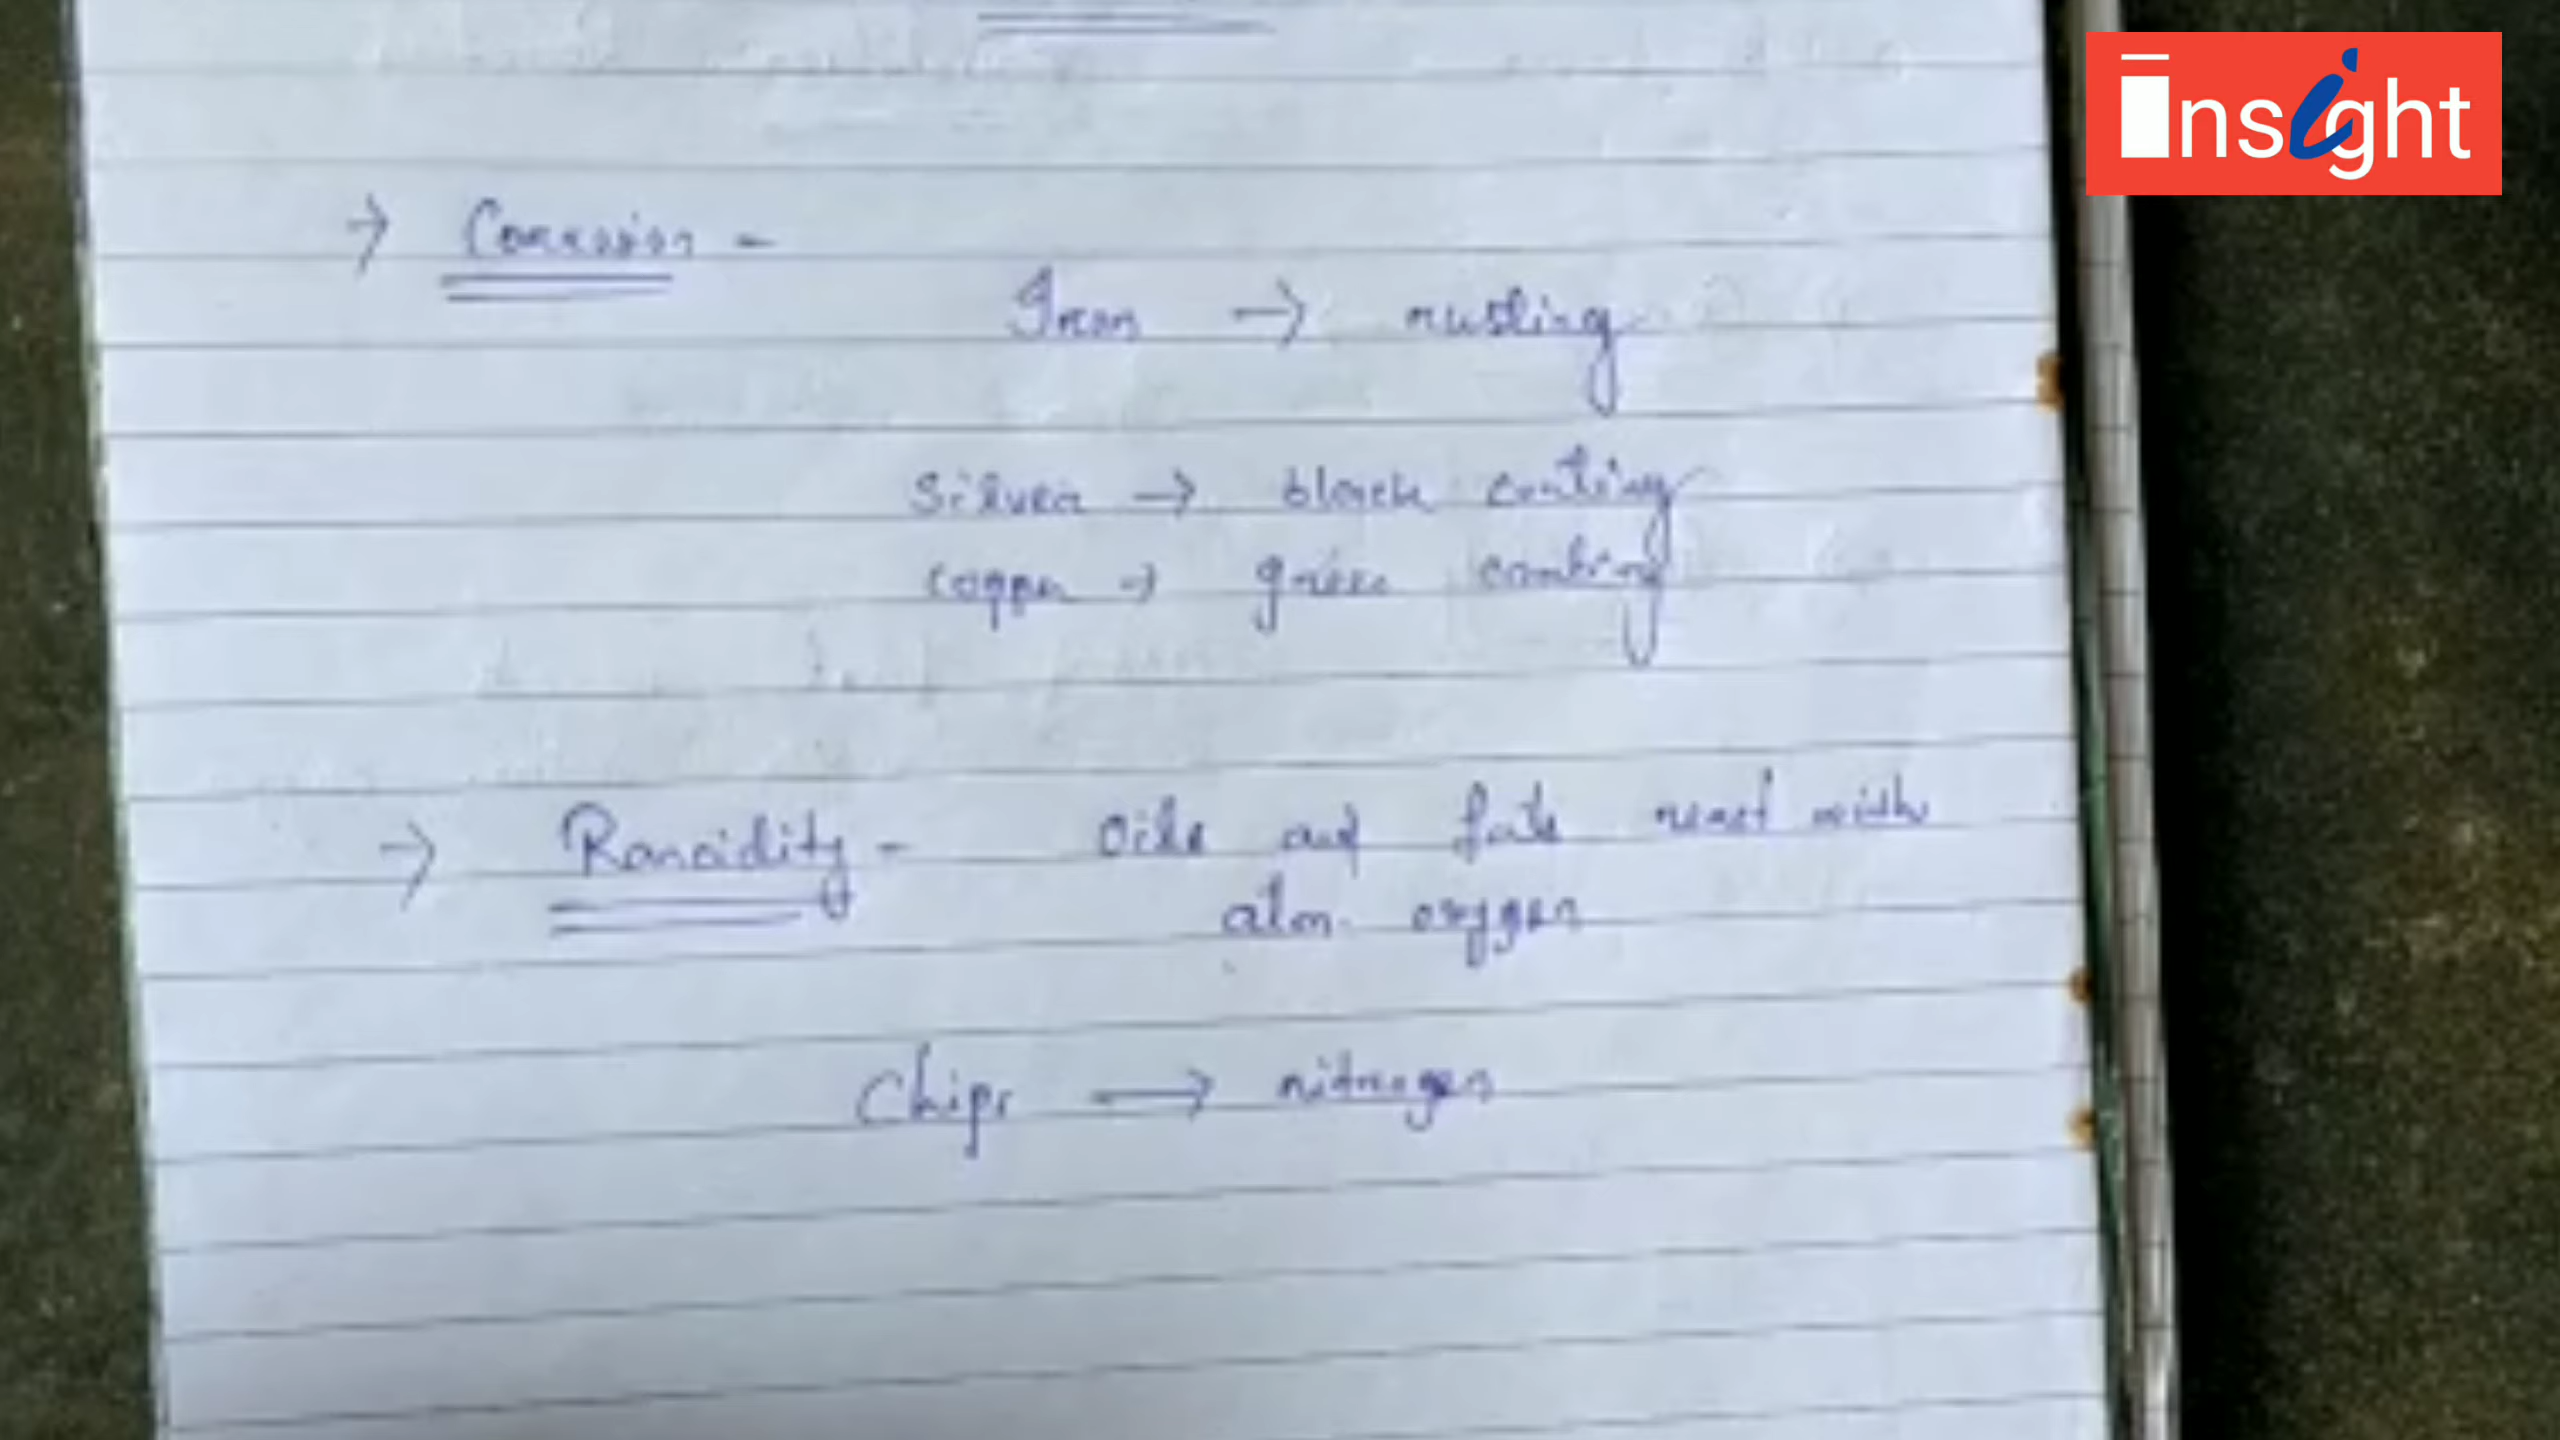 Insight
→ Corrosion -
Iron → rusting
Silver → black coating
copper → green coating
→ Rancidity - Oils and fats react with
atm. oxygen
Chips → nitrogen